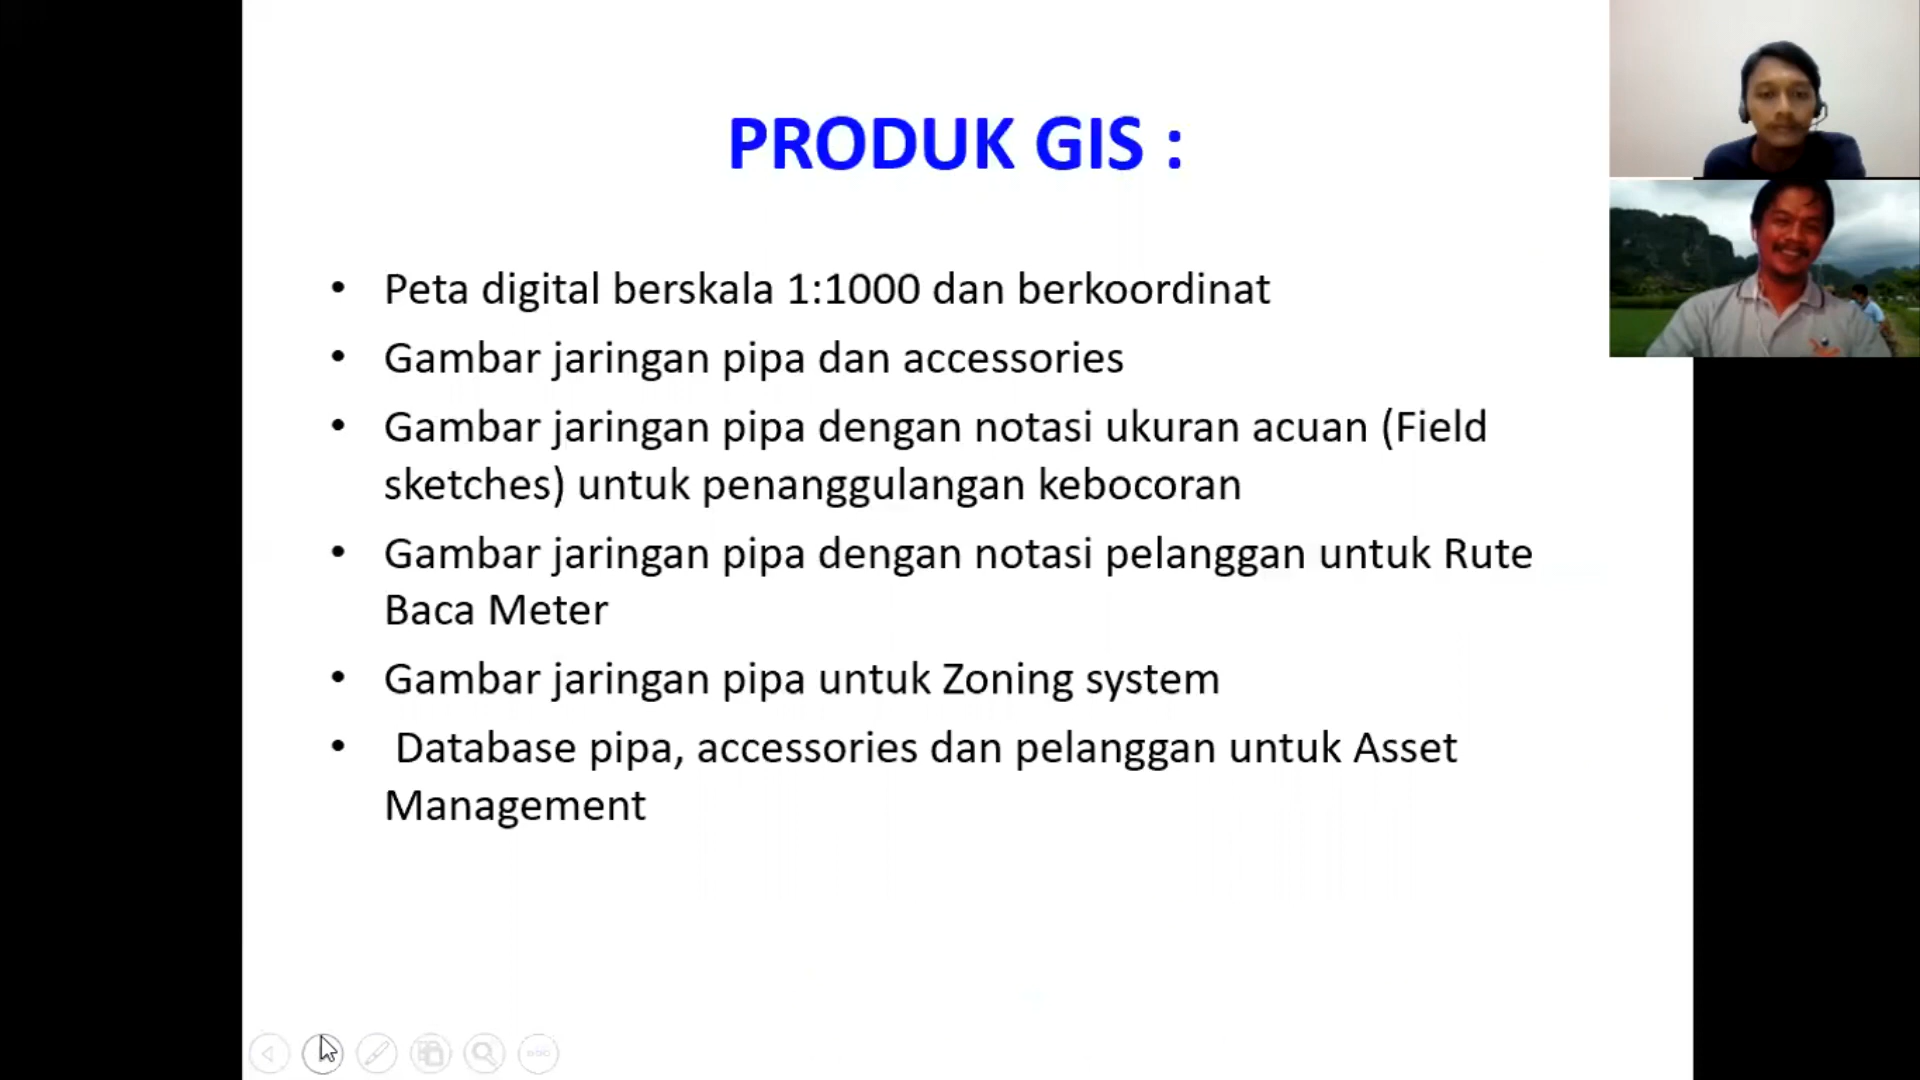 PRODUK GIS :
• Peta digital berskala 1:1000 dan berkoordinat
• Gambar jaringan pipa dan accessories
• Gambar jaringan pipa dengan notasi ukuran acuan (Field
sketches) untuk penanggulangan kebocoran
• Gambar jaringan pipa dengan notasi pelanggan untuk Rute
Baca Meter
• Gambar jaringan pipa untuk Zoning system
• Database pipa, accessories dan pelanggan untuk Asset
Management